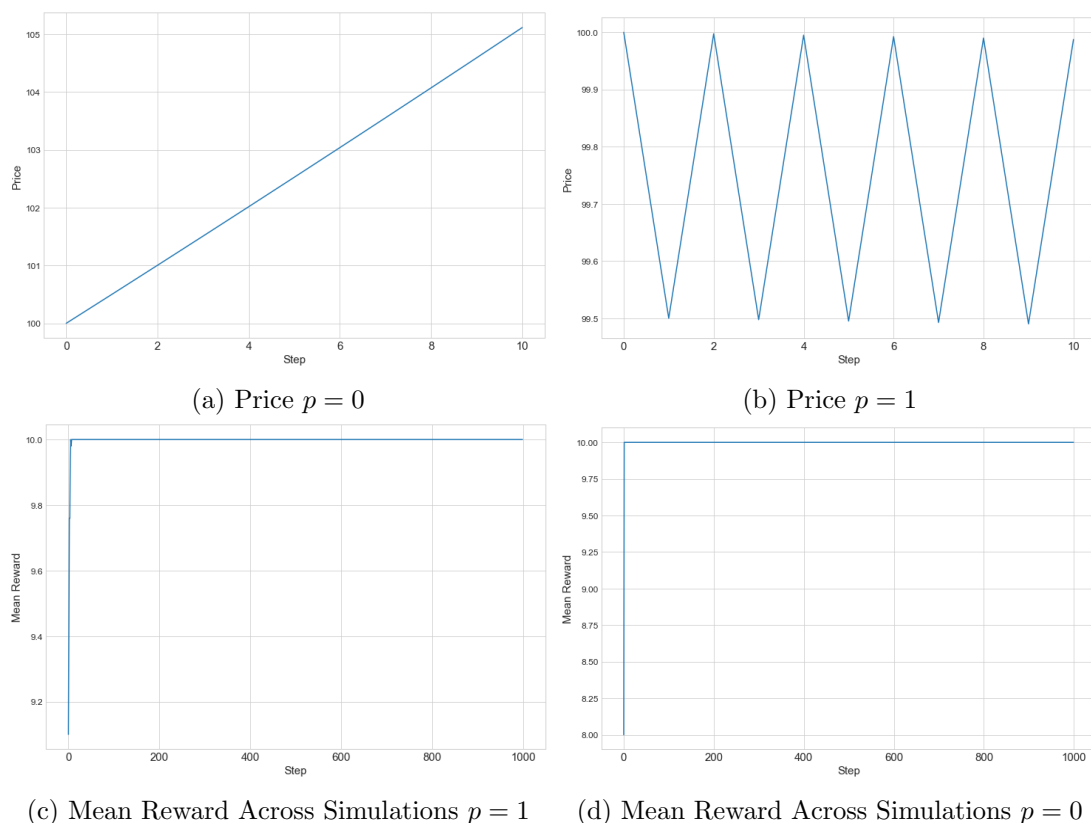 105
104
103
102
101
100
Price
0 2 4 6 8 10
Step
(a) Price p = 0
100.0
99.9
99.8
99.7
99.6
99.5
Price
0 2 4 6 8 10
Step
(b) Price p = 1
10.0
9.8
9.6
9.4
9.2
Mean Reward
0 200 400 600 800 1000
Step
(c) Mean Reward Across Simulations p = 1
10.00
9.75
9.50
9.25
9.00
8.75
8.50
8.25
8.00
Mean Reward
0 200 400 600 800 1000
Step
(d) Mean Reward Across Simulations p = 0